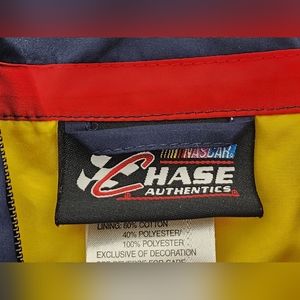 NASCAR
CHASE
AUTHENTICS
LINING: 60% COTTON
40% POLYESTER/
100% POLYESTER
EXCLUSIVE OF DECORATION